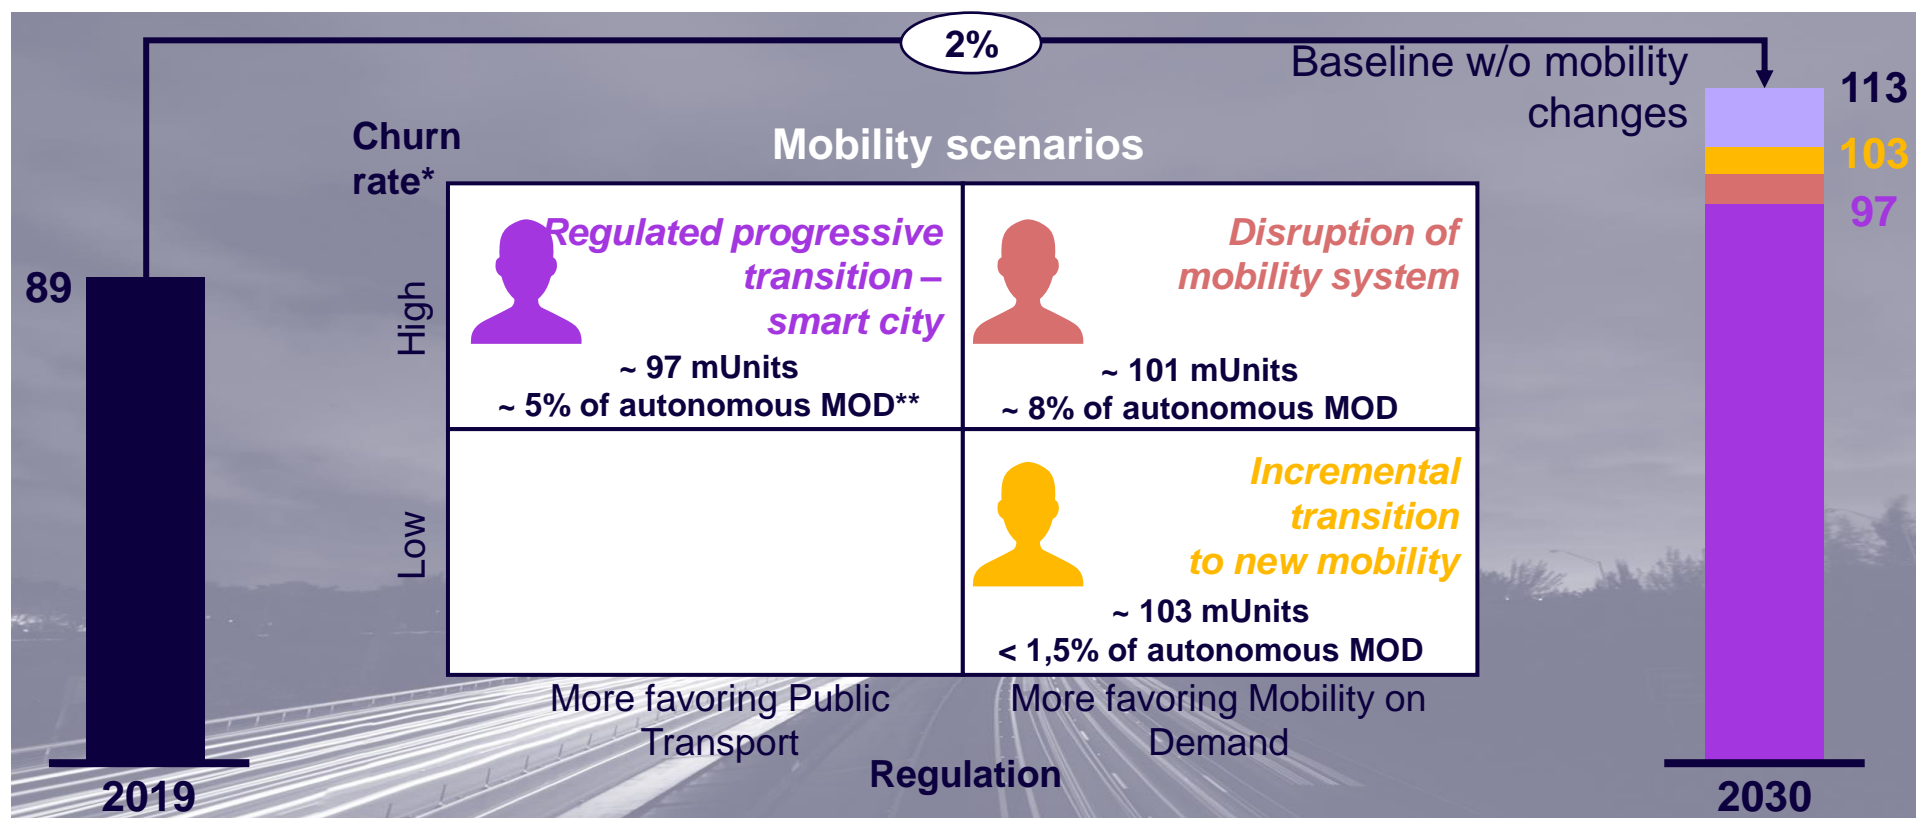 2%
Baseline w/o mobility
changes
113
103
97
Churn
rate*
Mobility scenarios
89
High
Regulated progressive
transition –
smart city
~ 97 mUnits
~ 5% of autonomous MOD**
Disruption of
mobility system
~ 101 mUnits
~ 8% of autonomous MOD
Low
Incremental
transition
to new mobility
~ 103 mUnits
< 1,5% of autonomous MOD
More favoring Public
Transport
More favoring Mobility on
Demand
Regulation
2019
2030